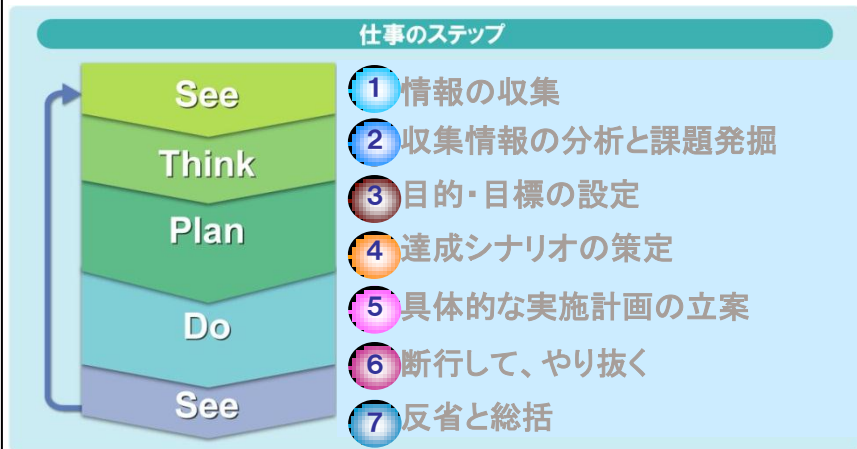 仕事のステップ
See
1 情報の収集
2 収集情報の分析と課題発掘
Think
3 目的・目標の設定
Plan
4 達成シナリオの策定
5 具体的な実施計画の立案
Do
6 断行して、やり抜く
See
7 反省と総括